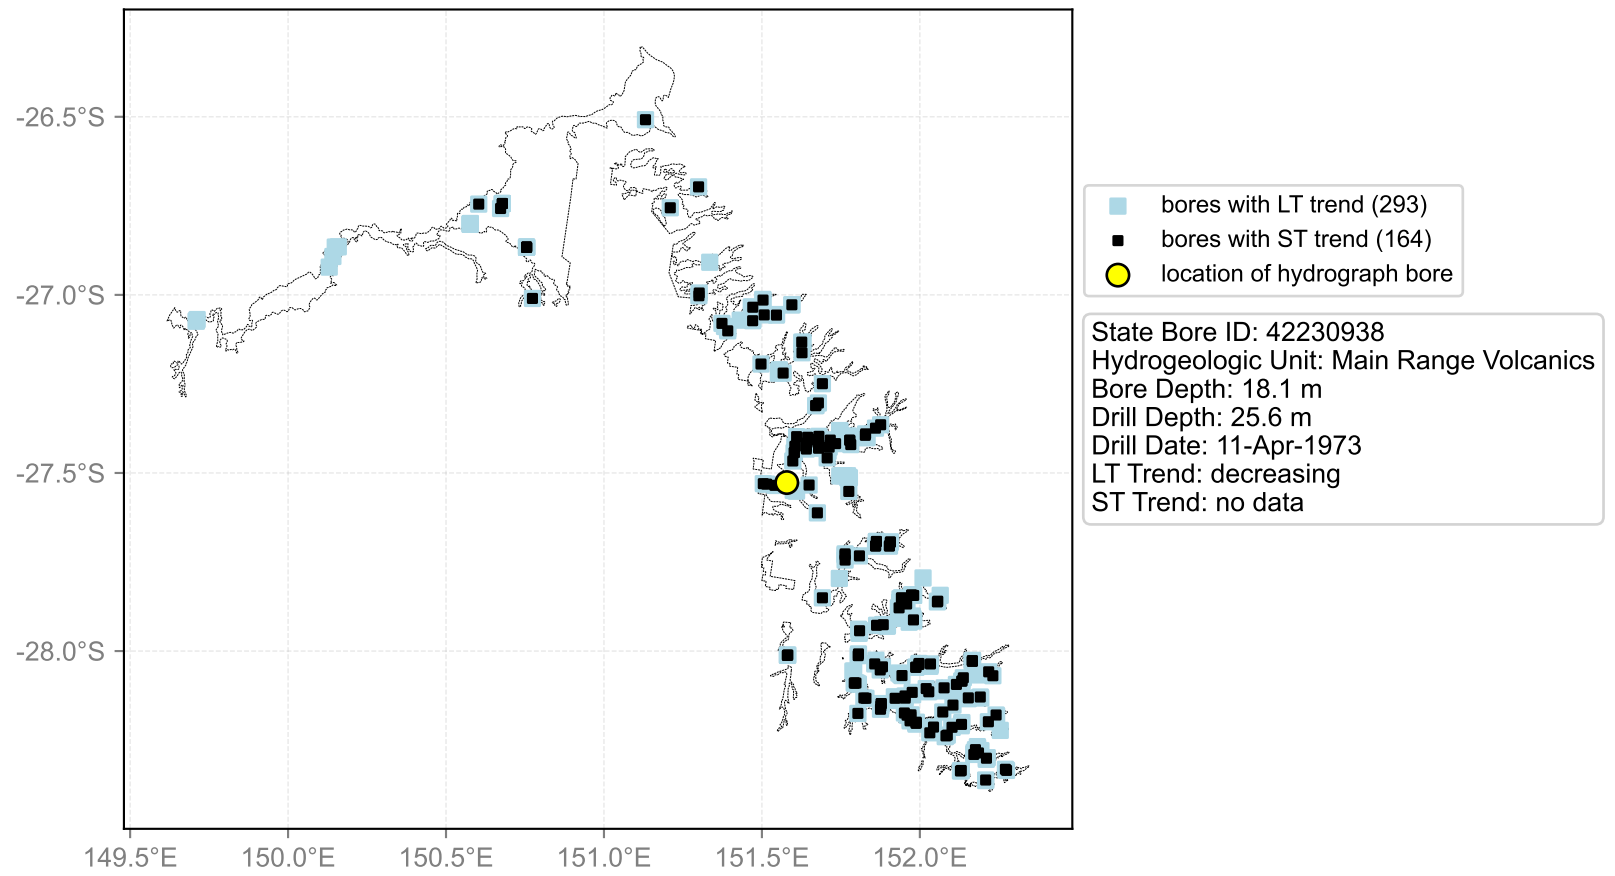 -26.5°S
-27.0°S
-27.5°S
-28.0°S
149.5°E
150.0°E
150.5°E
151.0°E
151.5°E
152.0°E
bores with LT trend (293)
bores with ST trend (164)
location of hydrograph bore
State Bore ID: 42230938
Hydrogeologic Unit: Main Range Volcanics
Bore Depth: 18.1 m
Drill Depth: 25.6 m
Drill Date: 11-Apr-1973
LT Trend: decreasing
ST Trend: no data